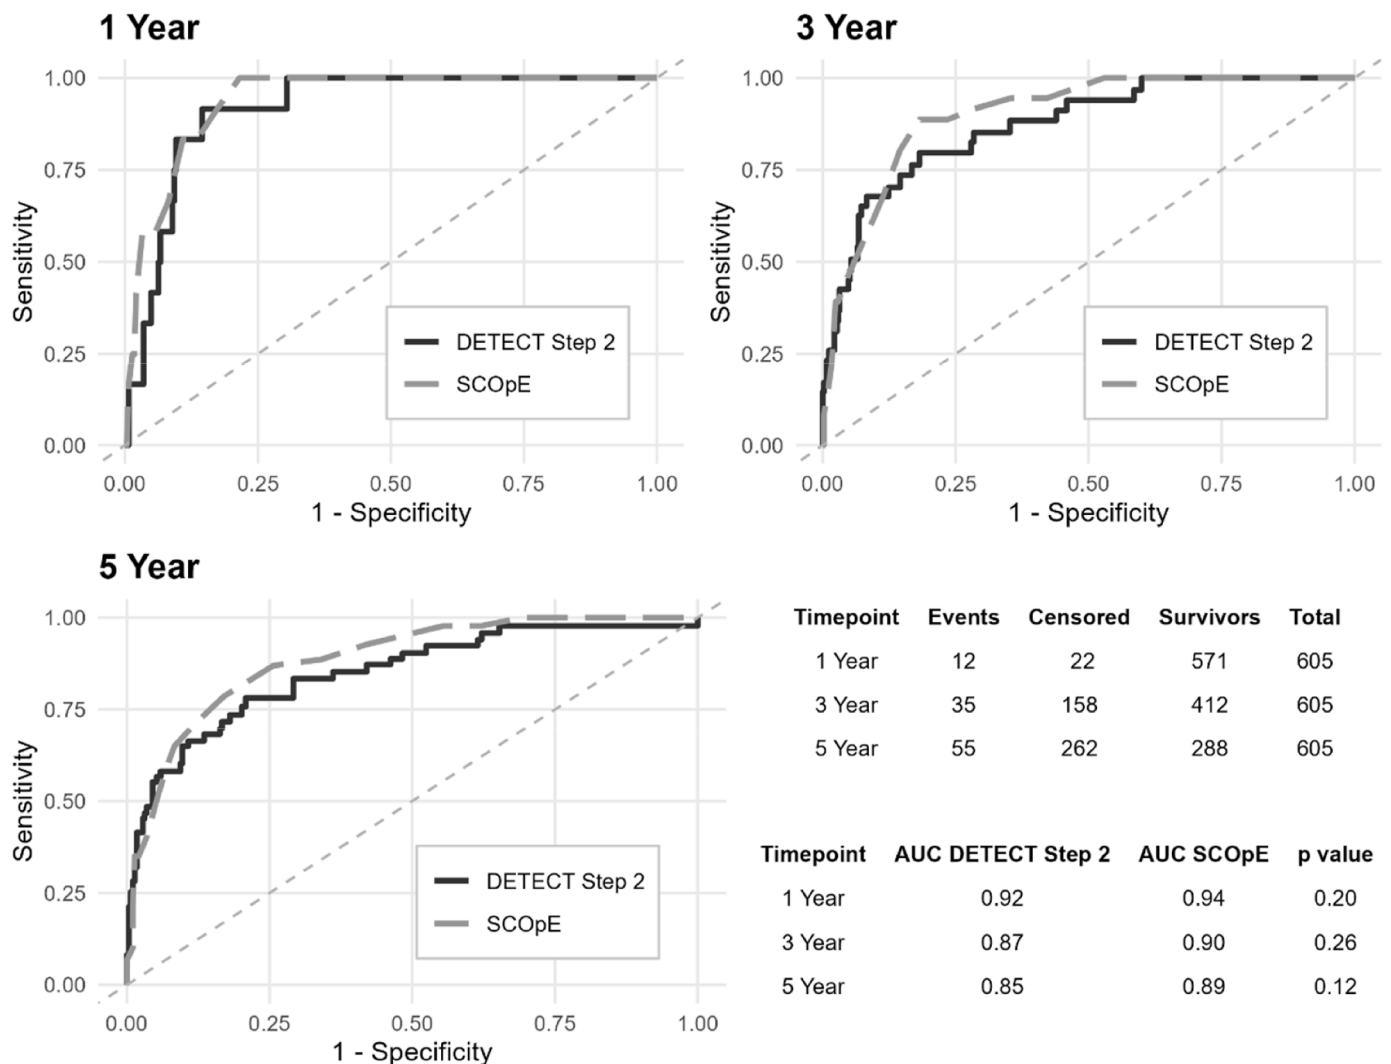 1 Year
1.00
0.75
0.50
0.25
0.00
Sensitivity
DETECT Step 2
SCOpE
0.00 0.25 0.50 0.75 1.00
1 - Specificity
3 Year
1.00
0.75
0.50
0.25
0.00
Sensitivity
DETECT Step 2
SCOpE
0.00 0.25 0.50 0.75 1.00
1 - Specificity
5 Year
1.00
0.75
0.50
0.25
0.00
Sensitivity
DETECT Step 2
SCOpE
0.00 0.25 0.50 0.75 1.00
1 - Specificity
Timepoint Events Censored Survivors Total
1 Year 12 22 571 605
3 Year 35 158 412 605
5 Year 55 262 288 605
Timepoint AUC DETECT Step 2 AUC SCOpE p value
1 Year 0.92 0.94 0.20
3 Year 0.87 0.90 0.26
5 Year 0.85 0.89 0.12